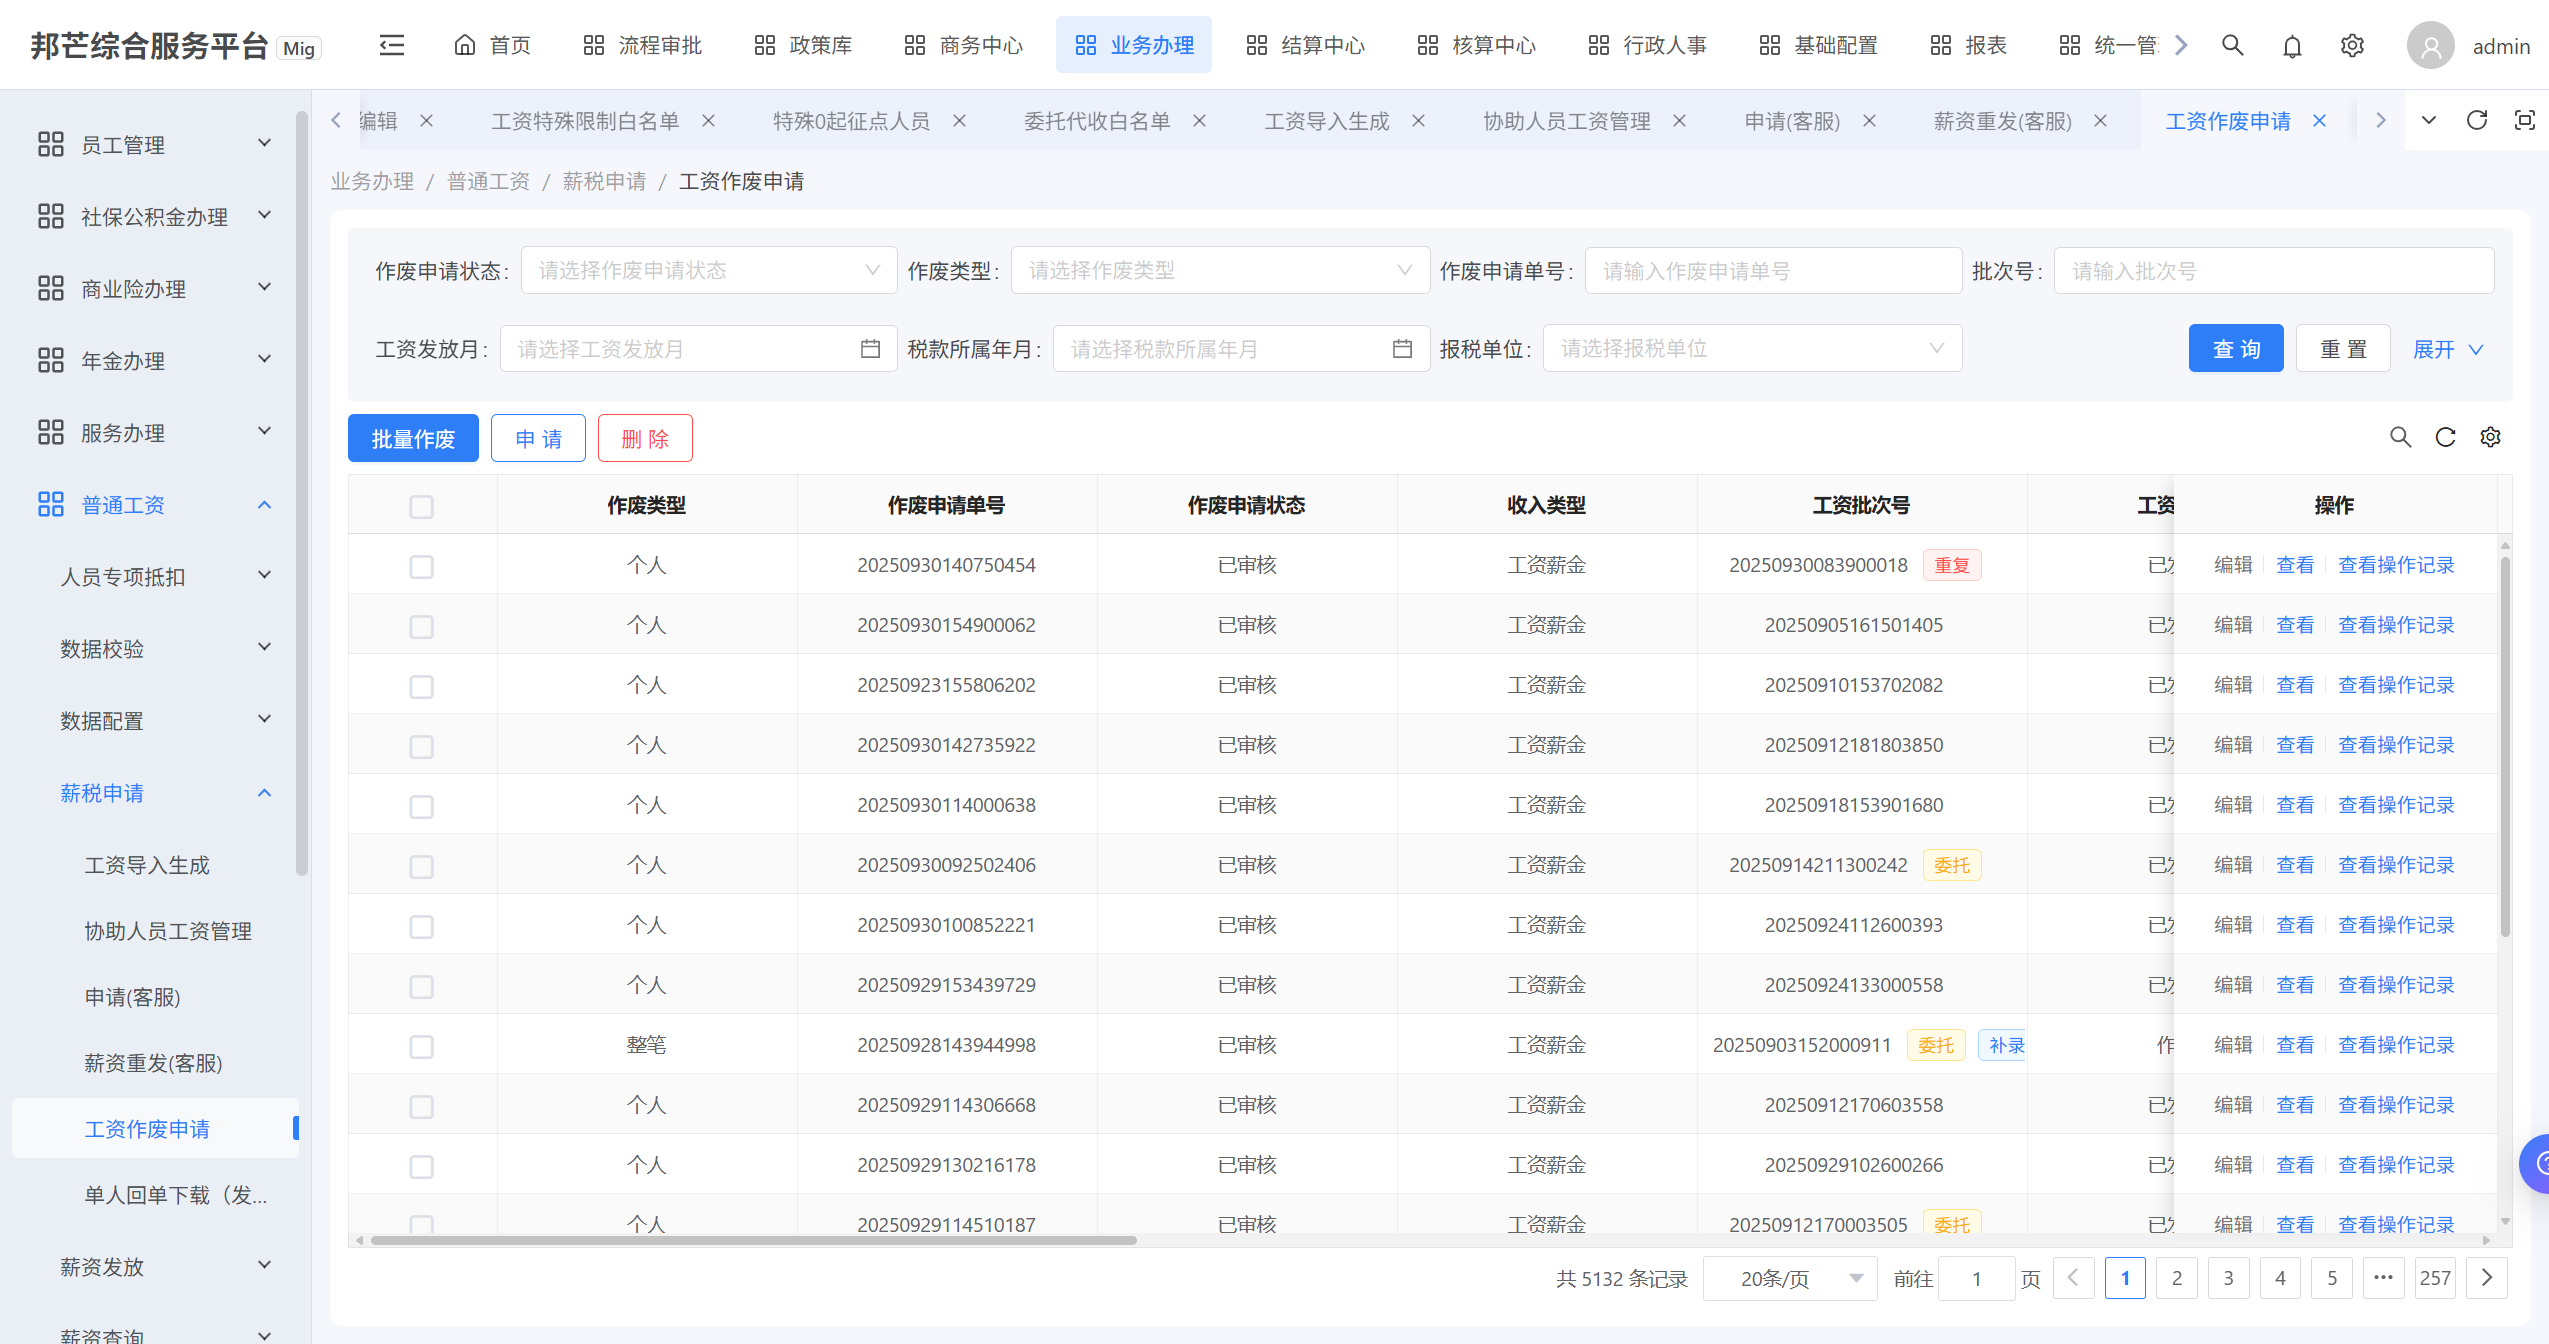 邦芒综合服务平台 Mig 首页 流程审批 政策库 商务中心 业务办理 结算中心 核算中心 行政人事 基础配置 报表 统一管 admin
编辑 工资特殊限制白名单 特殊0起征点人员 委托代收白名单 工资导入生成 协助人员工资管理 申请(客服) 薪资重发(客服) 工资作废申请
业务办理 / 普通工资 / 薪税申请 / 工资作废申请
员工管理
社保公积金办理
商业险办理
年金办理
服务办理
普通工资
人员专项抵扣
数据校验
数据配置
薪税申请
工资导入生成
协助人员工资管理
申请(客服)
薪资重发(客服)
工资作废申请
单人回单下载（发...
薪资发放
薪资查询
作废申请状态: 请选择作废申请状态 作废类型: 请选择作废类型 作废申请单号: 请输入作废申请单号 批次号: 请输入批次号
工资发放月: 请选择工资发放月 税款所属年月: 请选择税款所属年月 报税单位: 请选择报税单位 查 询 重 置 展开
批量作废 申 请 删 除
作废类型 作废申请单号 作废申请状态 收入类型 工资批次号 工资 操作
个人 20250930140750454 已审核 工资薪金 20250930083900018 重复 已发 编辑 查看 查看操作记录
个人 20250930154900062 已审核 工资薪金 20250905161501405 已发 编辑 查看 查看操作记录
个人 20250923155806202 已审核 工资薪金 20250910153702082 已发 编辑 查看 查看操作记录
个人 20250930142735922 已审核 工资薪金 20250912181803850 已发 编辑 查看 查看操作记录
个人 20250930114000638 已审核 工资薪金 20250918153901680 已发 编辑 查看 查看操作记录
个人 20250930092502406 已审核 工资薪金 20250914211300242 委托 已发 编辑 查看 查看操作记录
个人 20250930100852221 已审核 工资薪金 20250924112600393 已发 编辑 查看 查看操作记录
个人 20250929153439729 已审核 工资薪金 20250924133000558 已发 编辑 查看 查看操作记录
整笔 20250928143944998 已审核 工资薪金 20250903152000911 委托 补录 作 编辑 查看 查看操作记录
个人 20250929114306668 已审核 工资薪金 20250912170603558 已发 编辑 查看 查看操作记录
个人 20250929130216178 已审核 工资薪金 20250929102600266 已发 编辑 查看 查看操作记录
个人 20250929114510187 已审核 工资薪金 20250912170003505 委托 已发 编辑 查看 查看操作记录
共 5132 条记录 20条/页 前往 1 页 1 2 3 4 5 ••• 257